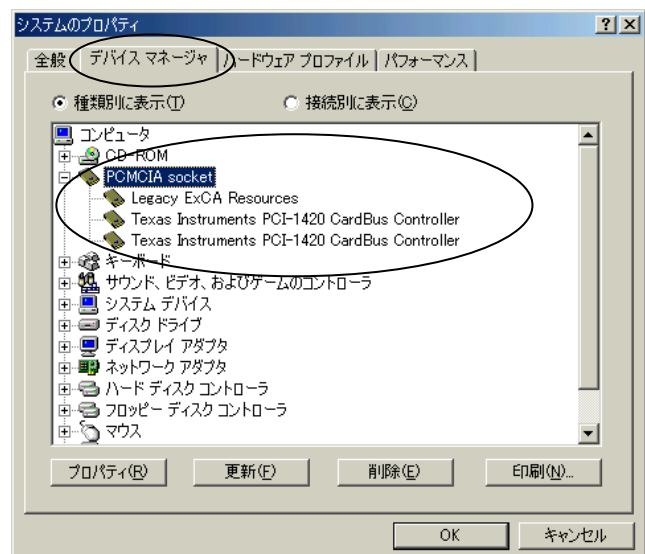 システムのプロパティ
全般 デバイス マネージャ ハードウェア プロファイル パフォーマンス
種類別に表示(T) 接続別に表示(C)
コンピュータ
CD-ROM
PCMCIA socket
Legacy ExCA Resources
Texas Instruments PCI-1420 CardBus Controller
Texas Instruments PCI-1420 CardBus Controller
キーボード
サウンド、ビデオ、およびゲームのコントローラ
システム デバイス
ディスク ドライブ
ディスプレイ アダプタ
ネットワーク アダプタ
ハード ディスク コントローラ
フロッピー ディスク コントローラ
マウス
プロパティ(R) 更新(F) 削除(E) 印刷(N)...
OK キャンセル